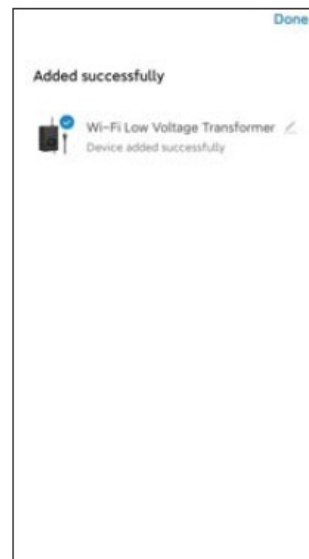 Done
Added successfully
Wi-Fi Low Voltage Transformer
Device added successfully